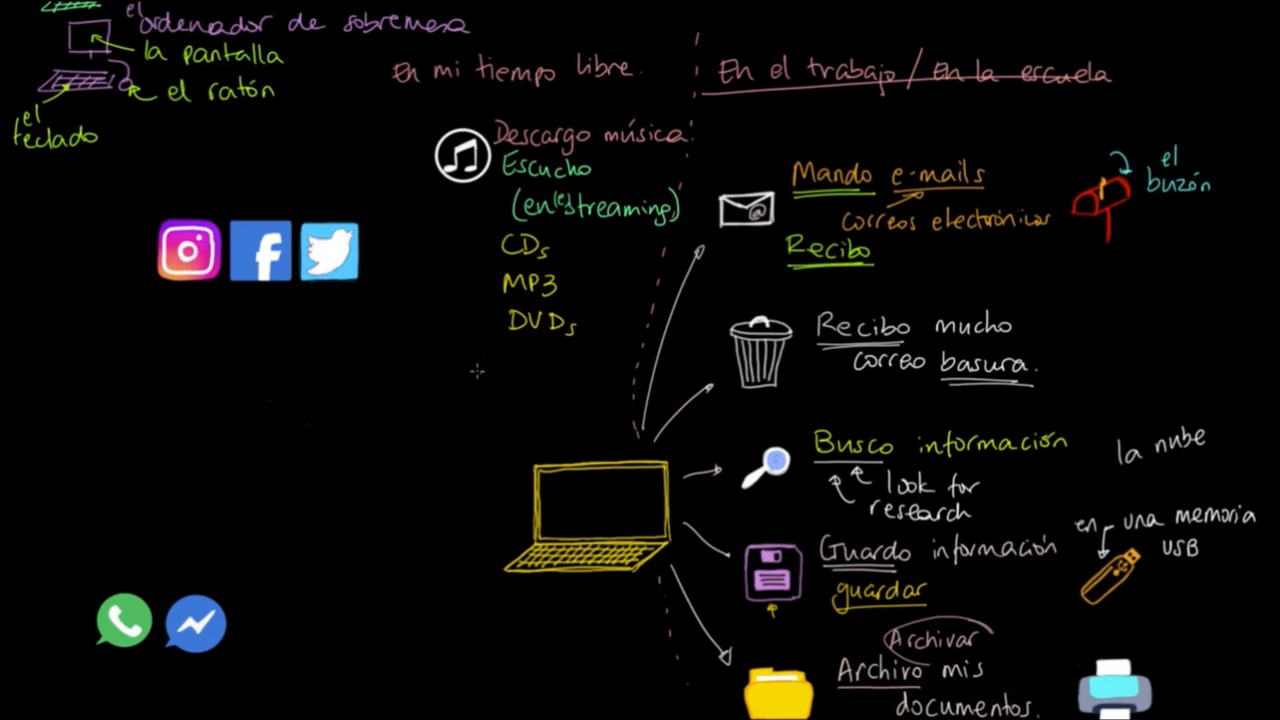 el
ordenador de sobremesa
la pantalla
el ratón
el
teclado
En mi tiempo libre.
En el trabajo / En la escuela
Descargo música.
Escucho
(en (el) streaming)
CDs
MP3
DVDs
Mando e-mails
correos electrónicos
Recibo
el
buzón
Recibo mucho
correo basura.
Busco información
look for
research
la nube
en una memoria
USB
Guardo información
guardar
Archivar
Archivo mis
documentos.